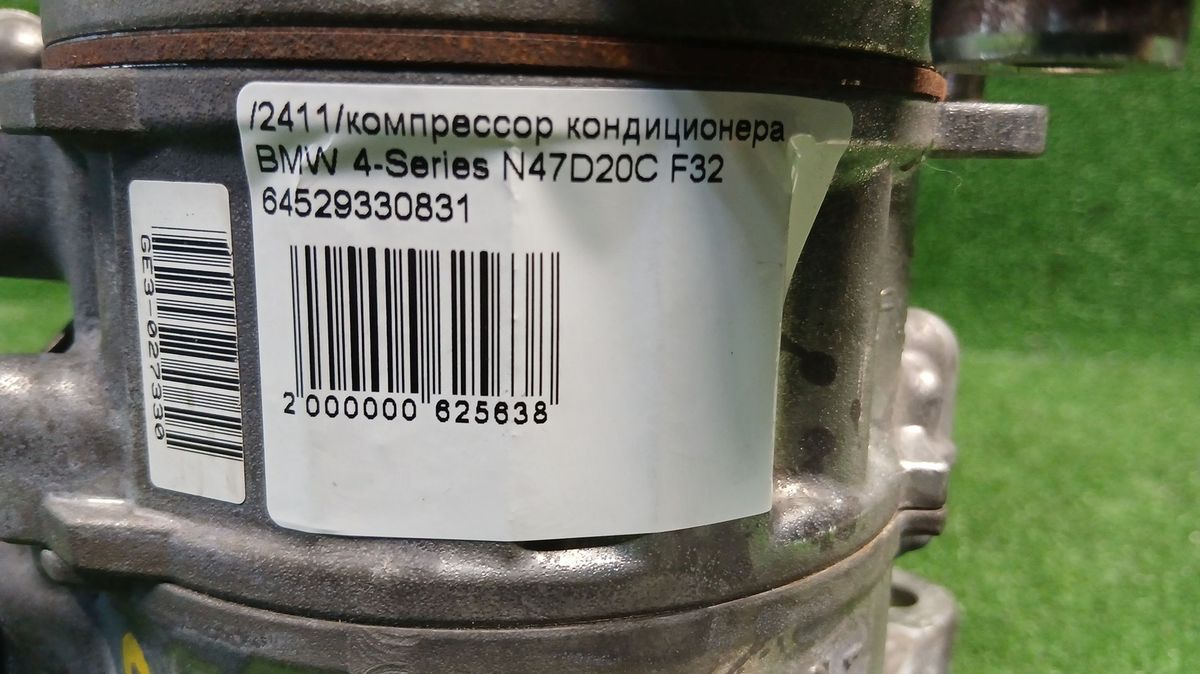 /2411/компрессор кондиционера
BMW 4-Series N47D20C F32
64529330831
2 000000 625638
GE3-027330